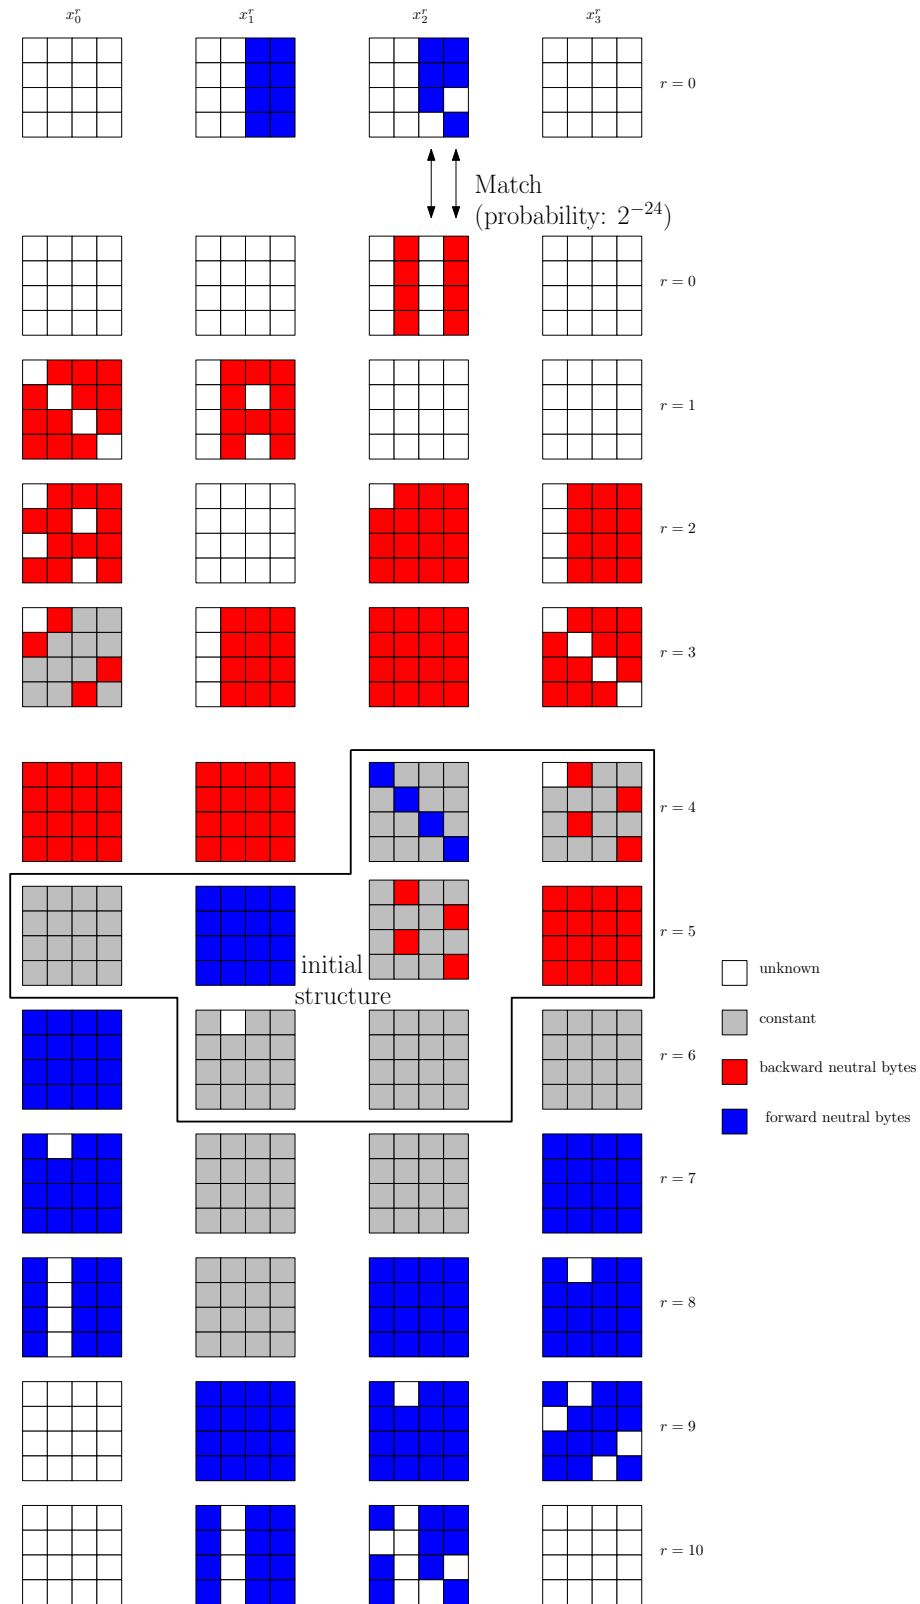 $x_0^r$ $x_1^r$ $x_2^r$ $x_3^r$
r = 0
Match
(probability: $2^{-24}$)
r = 0
r = 1
r = 2
r = 3
r = 4
r = 5
initial
structure
unknown
constant
r = 6
backward neutral bytes
forward neutral bytes
r = 7
r = 8
r = 9
r = 10